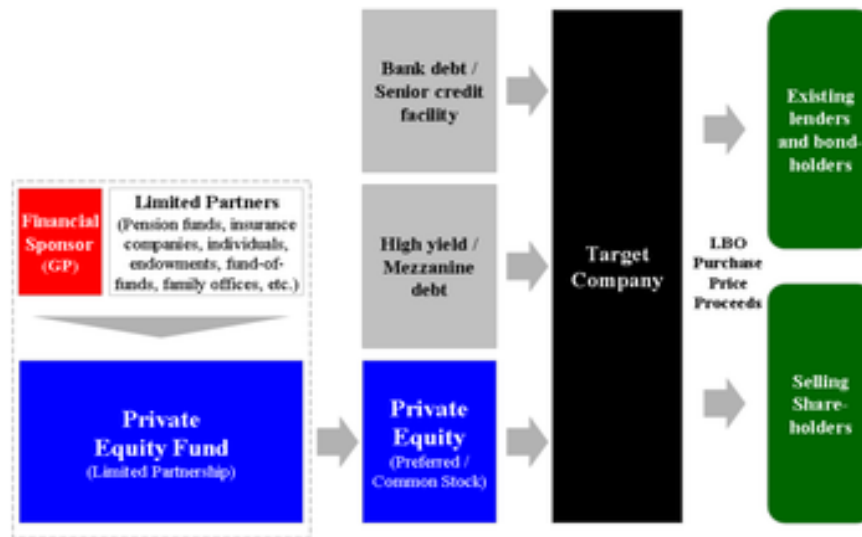 Financial
Sponsor
(GP)
Limited Partners
(Pension funds, insurance
companies, individuals,
endowments, fund-of-
funds, family offices, etc.)
Private
Equity Fund
(Limited Partnership)
Bank debt /
Senior credit
facility
High yield /
Mezzanine
debt
Private
Equity
(Preferred /
Common Stock)
Target
Company
LBO
Purchase
Price
Proceeds
Existing
lenders
and bond-
holders
Selling
Share-
holders